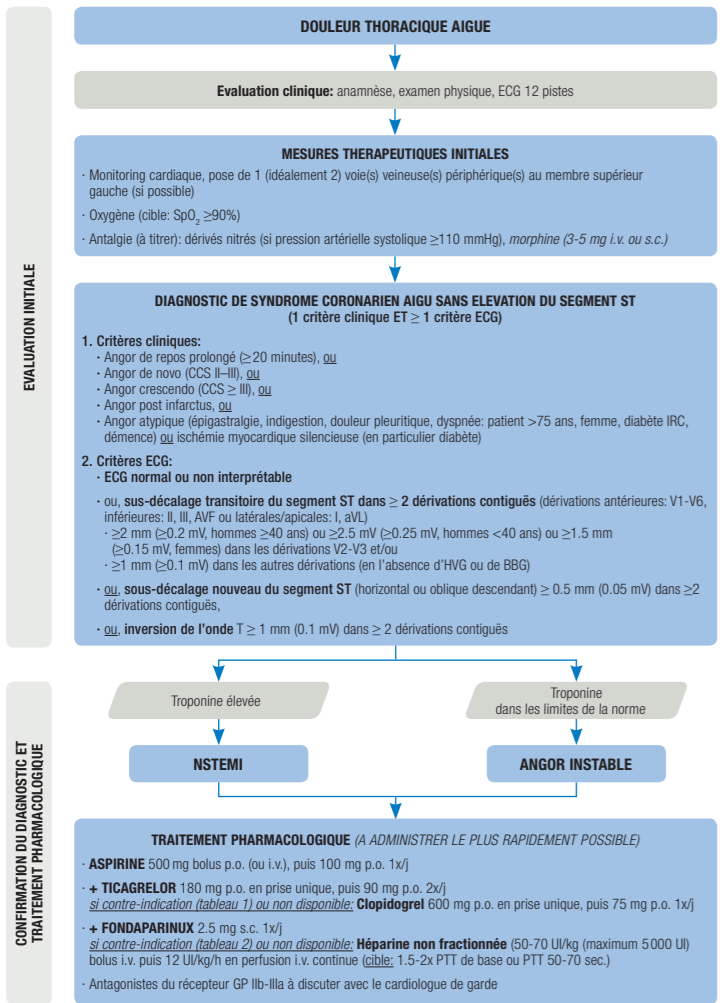 DOULEUR THORACIQUE AIGUE
Evaluation clinique: anamnèse, examen physique, ECG 12 pistes
MESURES THERAPEUTIQUES INITIALES
· Monitoring cardiaque, pose de 1 (idéalement 2) voie(s) veineuse(s) périphérique(s) au membre supérieur
gauche (si possible)
· Oxygène (cible: SpO2 ≥90%)
· Antalgie (à titrer): dérivés nitrés (si pression artérielle systolique ≥110 mmHg), morphine (3-5 mg i.v. ou s.c.)
EVALUATION INITIALE
DIAGNOSTIC DE SYNDROME CORONARIEN AIGU SANS ELEVATION DU SEGMENT ST
(1 critère clinique ET ≥ 1 critère ECG)
1. Critères cliniques:
· Angor de repos prolongé (≥20 minutes), ou
· Angor de novo (CCS II–III), ou
· Angor crescendo (CCS ≥ III), ou
· Angor post infarctus, ou
· Angor atypique (épigastralgie, indigestion, douleur pleuritique, dyspnée: patient >75 ans, femme, diabète IRC,
démence) ou ischémie myocardique silencieuse (en particulier diabète)
2. Critères ECG:
· ECG normal ou non interprétable
· ou, sus-décalage transitoire du segment ST dans ≥ 2 dérivations contiguës (dérivations antérieures: V1-V6,
inférieures: II, III, AVF ou latérales/apicales: I, aVL)
· ≥2 mm (≥0.2 mV, hommes ≥40 ans) ou ≥2.5 mV (≥0.25 mV, hommes <40 ans) ou ≥1.5 mm
(≥0.15 mV, femmes) dans les dérivations V2-V3 et/ou
· ≥1 mm (≥0.1 mV) dans les autres dérivations (en l'absence d'HVG ou de BBG)
· ou, sous-décalage nouveau du segment ST (horizontal ou oblique descendant) ≥ 0.5 mm (0.05 mV) dans ≥2
dérivations contiguës,
· ou, inversion de l'onde T ≥ 1 mm (0.1 mV) dans ≥ 2 dérivations contiguës
Troponine élevée
Troponine
dans les limites de la norme
NSTEMI
ANGOR INSTABLE
CONFIRMATION DU DIAGNOSTIC ET
TRAITEMENT PHARMACOLOGIQUE
TRAITEMENT PHARMACOLOGIQUE (A ADMINISTRER LE PLUS RAPIDEMENT POSSIBLE)
· ASPIRINE 500 mg bolus p.o. (ou i.v.), puis 100 mg p.o. 1x/j
· + TICAGRELOR 180 mg p.o. en prise unique, puis 90 mg p.o. 2x/j
si contre-indication (tableau 1) ou non disponible: Clopidogrel 600 mg p.o. en prise unique, puis 75 mg p.o. 1x/j
· + FONDAPARINUX 2.5 mg s.c. 1x/j
si contre-indication (tableau 2) ou non disponible: Héparine non fractionnée (50-70 UI/kg (maximum 5000 UI)
bolus i.v. puis 12 UI/kg/h en perfusion i.v. continue (cible: 1.5-2x PTT de base ou PTT 50-70 sec.)
· Antagonistes du récepteur GP IIb-IIIa à discuter avec le cardiologue de garde